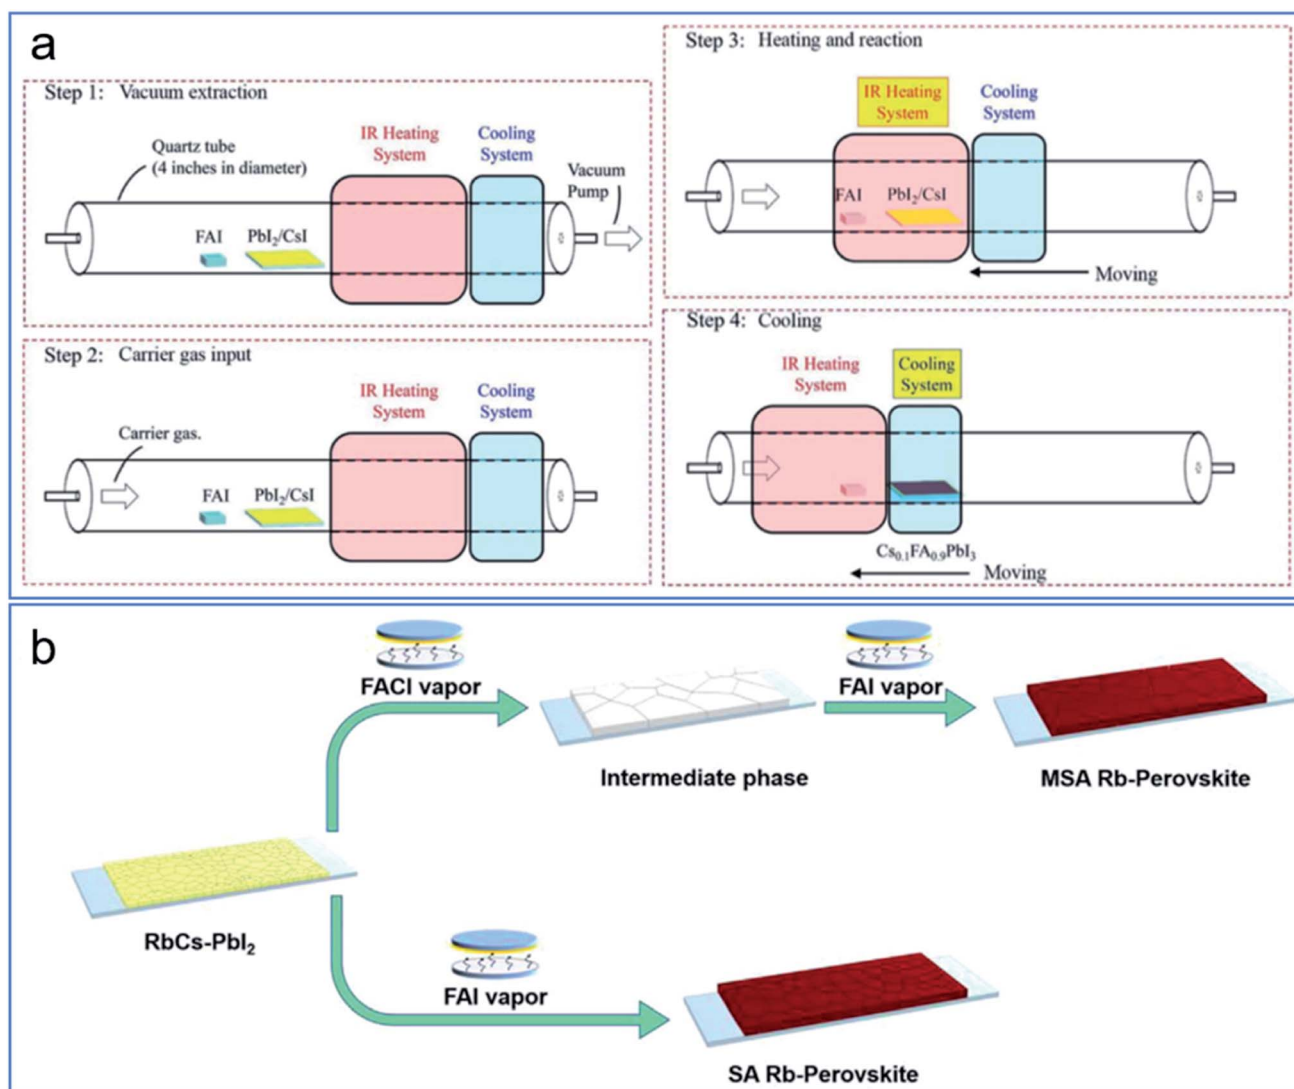 a
Step 1: Vacuum extraction
Quartz tube
(4 inches in diameter)
IR Heating
System
Cooling
System
Vacuum
Pump
FAI
PbI₂/CsI
Step 2: Carrier gas input
IR Heating
System
Cooling
System
Carrier gas.
FAI
PbI₂/CsI
Step 3: Heating and reaction
IR Heating
System
Cooling
System
FAI
PbI₂/CsI
Moving
Step 4: Cooling
IR Heating
System
Cooling
System
Cs₀.₁FA₀.₉PbI₃
Moving
b
FACl vapor
FAI vapor
Intermediate phase
MSA Rb-Perovskite
RbCs-PbI₂
FAI vapor
SA Rb-Perovskite